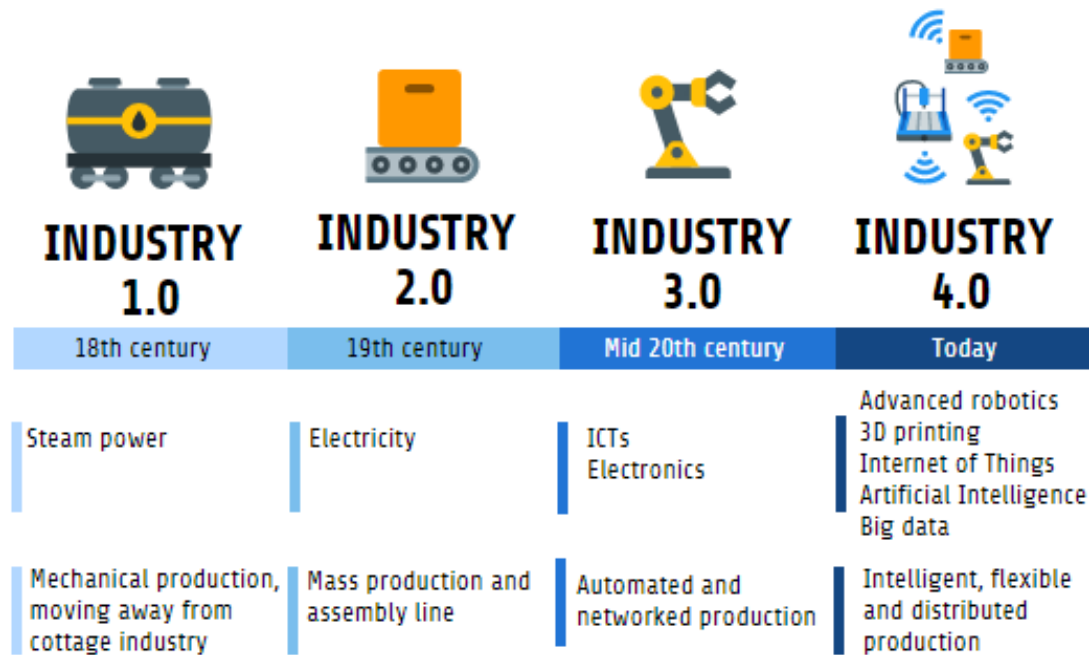 INDUSTRY
1.0
INDUSTRY
2.0
INDUSTRY
3.0
INDUSTRY
4.0
18th century
19th century
Mid 20th century
Today
Steam power
Electricity
ICTs
Electronics
Advanced robotics
3D printing
Internet of Things
Artificial Intelligence
Big data
Mechanical production,
moving away from
cottage industry
Mass production and
assembly line
Automated and
networked production
Intelligent, flexible
and distributed
production